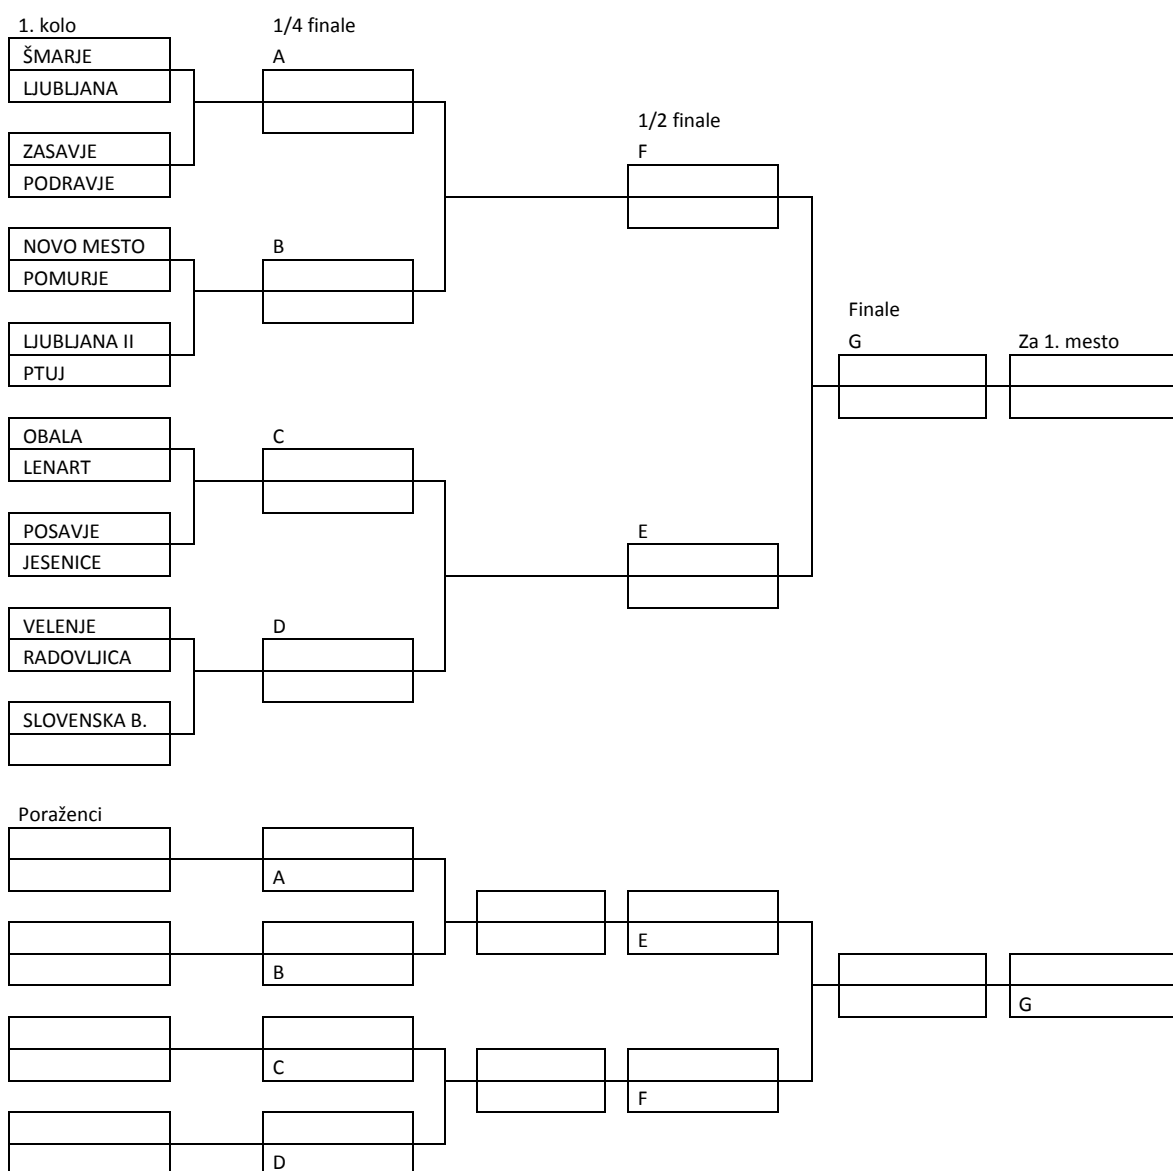 1. kolo
1/4 finale
ŠMARJE
A
LJUBLJANA
1/2 finale
ZASAVJE
F
PODRAVJE
NOVO MESTO
B
POMURJE
Finale
LJUBLJANA II
G
Za 1. mesto
PTUJ
OBALA
C
LENART
POSAVJE
E
JESENICE
VELENJE
D
RADOVLJICA
SLOVENSKA B.
Poraženci
A
E
B
G
C
F
D